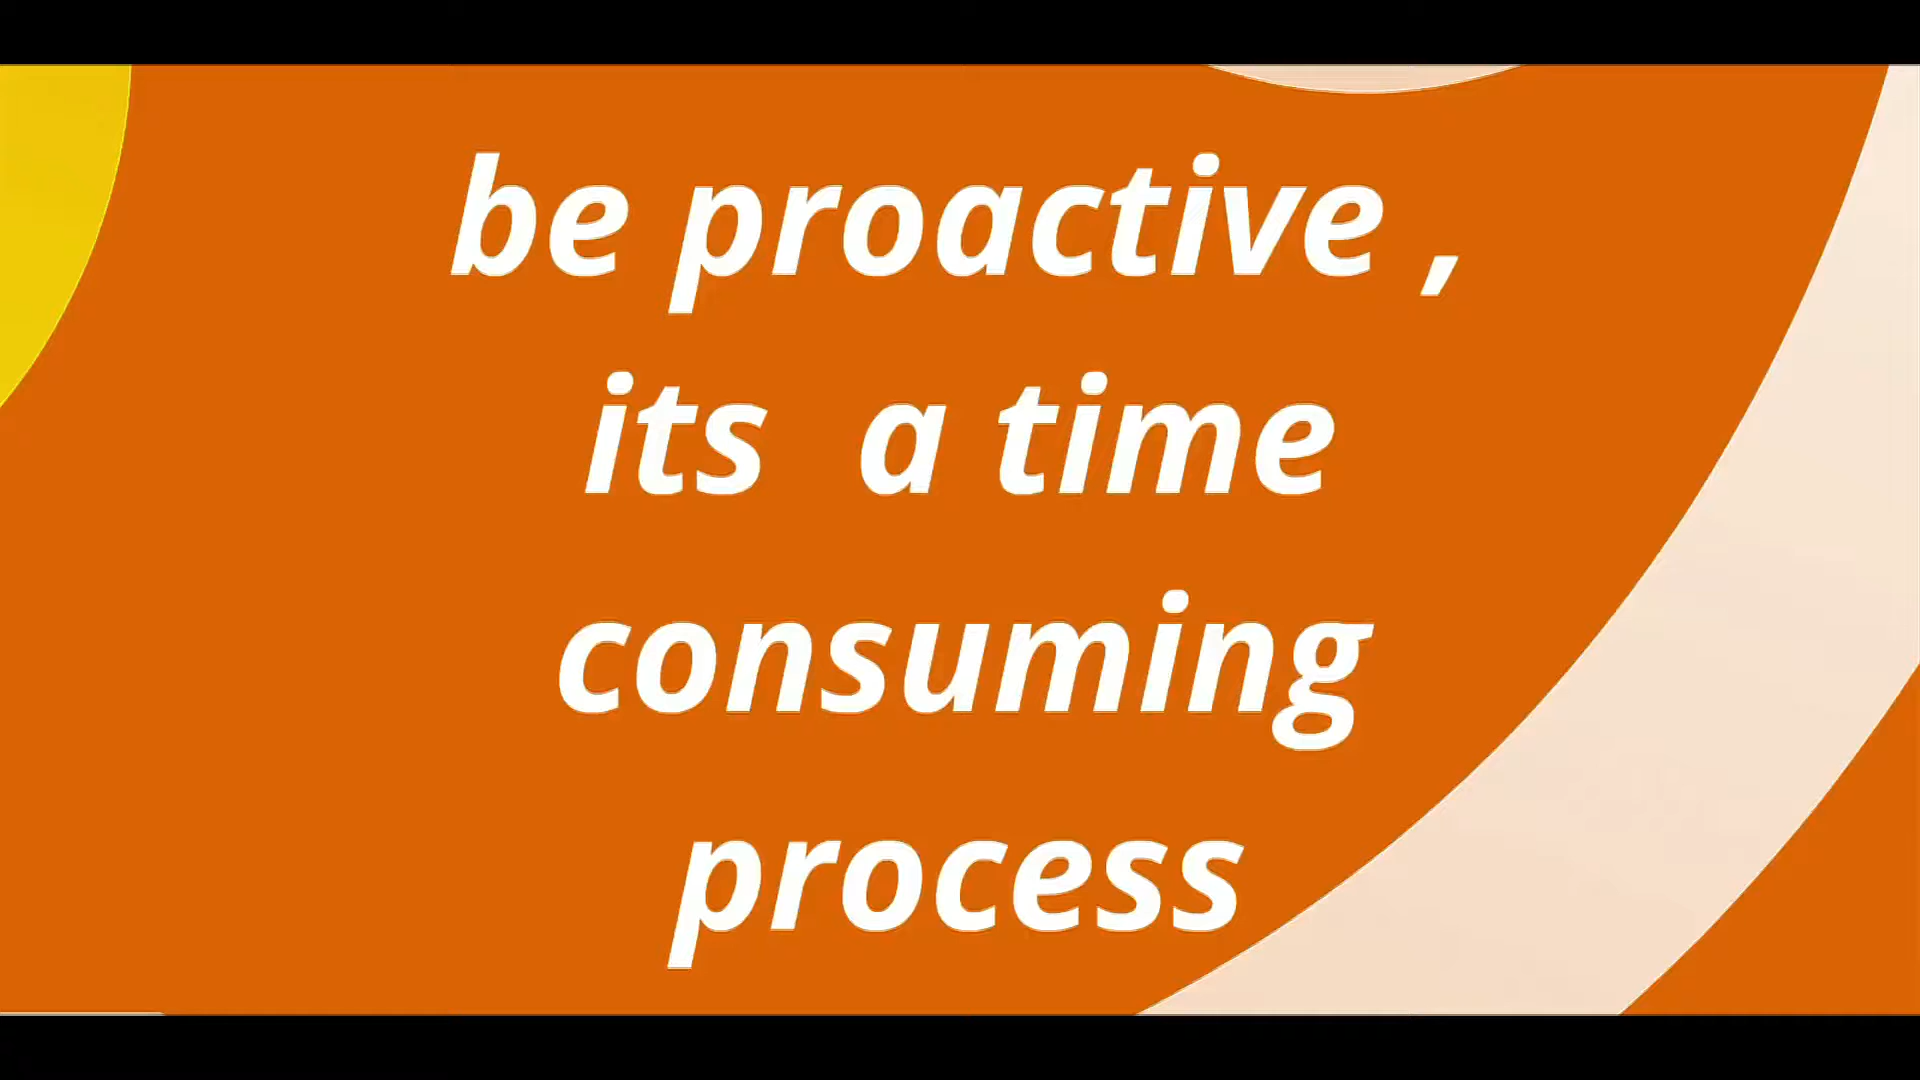 be proactive ,
its  a time
consuming
process